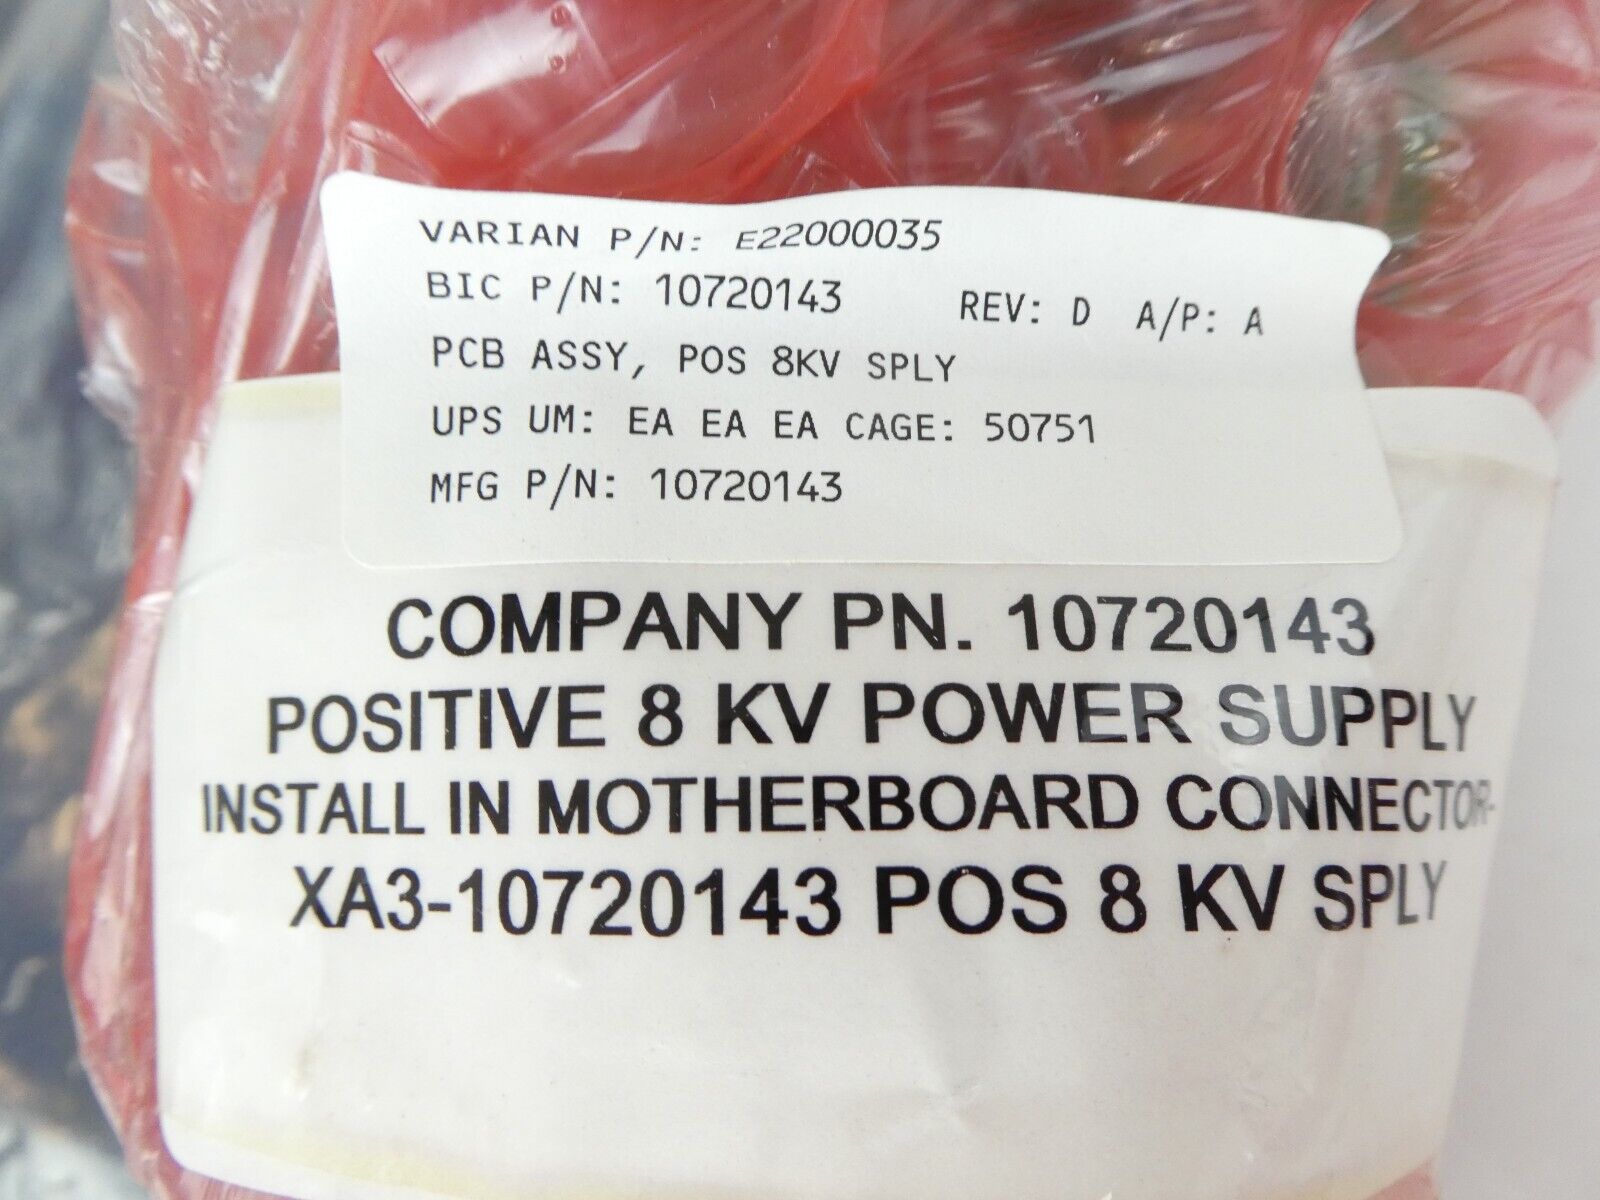 VARIAN P/N: E22000035
BIC P/N: 10720143 REV: D A/P: A
PCB ASSY, POS 8KV SPLY
UPS UM: EA EA EA CAGE: 50751
MFG P/N: 10720143
COMPANY PN. 10720143
POSITIVE 8 KV POWER SUPPLY
INSTALL IN MOTHERBOARD CONNECTOR-
XA3-10720143 POS 8 KV SPLY